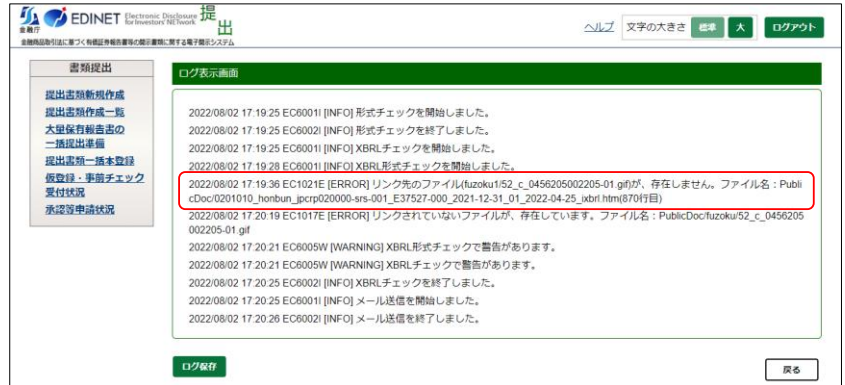 金融庁
EDINET Electronic Disclosure for Investors' NETwork 提出
金融商品取引法に基づく有価証券報告書等の開示書類に関する電子開示システム
ヘルプ 文字の大きさ 標準 大 ログアウト
書類提出
提出書類新規作成
提出書類作成一覧
大量保有報告書の
一括提出準備
提出書類一括本登録
仮登録・事前チェック
受付状況
承認等申請状況
ログ表示画面
2022/08/02 17:19:25 EC6001I [INFO] 形式チェックを開始しました。
2022/08/02 17:19:25 EC6002I [INFO] 形式チェックを終了しました。
2022/08/02 17:19:25 EC6001I [INFO] XBRLチェックを開始しました。
2022/08/02 17:19:28 EC6001I [INFO] XBRL形式チェックを開始しました。
2022/08/02 17:19:36 EC1021E [ERROR] リンク先のファイル(fuzoku1/52_c_0456205002205-01.gif)が、存在しません。ファイル名：Publi
cDoc/0201010_honbun_jpcrp020000-srs-001_E37527-000_2021-12-31_01_2022-04-25_ixbrl.htm(870行目)
2022/08/02 17:20:19 EC1017E [ERROR] リンクされていないファイルが、存在しています。ファイル名：PublicDoc/fuzoku/52_c_0456205
002205-01.gif
2022/08/02 17:20:21 EC6005W [WARNING] XBRL形式チェックで警告があります。
2022/08/02 17:20:21 EC6005W [WARNING] XBRLチェックで警告があります。
2022/08/02 17:20:25 EC6002I [INFO] XBRLチェックを終了しました。
2022/08/02 17:20:25 EC6001I [INFO] メール送信を開始しました。
2022/08/02 17:20:26 EC6002I [INFO] メール送信を終了しました。
ログ保存
戻る